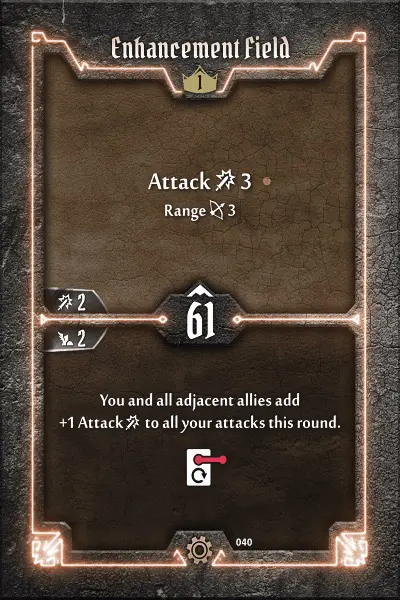 Enhancement Field
1
Attack 3
Range 3
2
61
2
You and all adjacent allies add
+1 Attack to all your attacks this round.
040